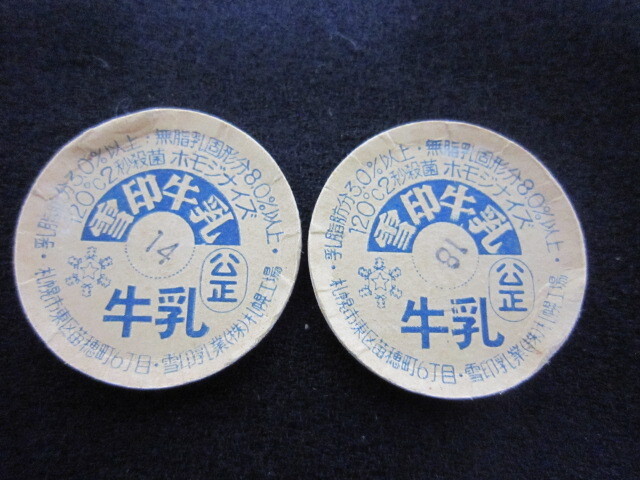 ・無脂乳固形分8.0%以上・乳脂肪分3.0%以上
120°C2秒殺菌 ホモジナイズ
雪印牛乳
14
公正
牛乳
札幌市東区苗穂町6丁目・雪印乳業(株)札幌工場
・無脂乳固形分8.0%以上・乳脂肪分3.0%以上
120°C2秒殺菌 ホモジナイズ
雪印牛乳
18
公正
牛乳
札幌市東区苗穂町6丁目・雪印乳業(株)札幌工場